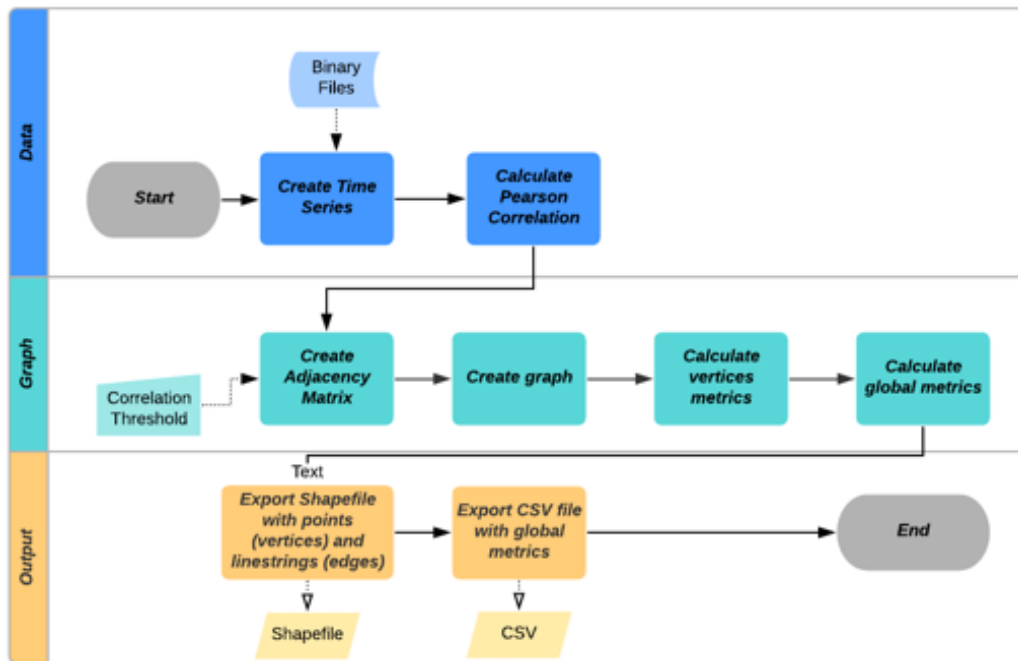 Data
Binary
Files
Start
Create Time
Series
Calculate
Pearson
Correlation
Graph
Correlation
Threshold
Create
Adjacency
Matrix
Create graph
Calculate
vertices
metrics
Calculate
global metrics
Output
Text
Export Shapefile
with points
(vertices) and
linestrings (edges)
Export CSV file
with global
metrics
End
Shapefile
CSV